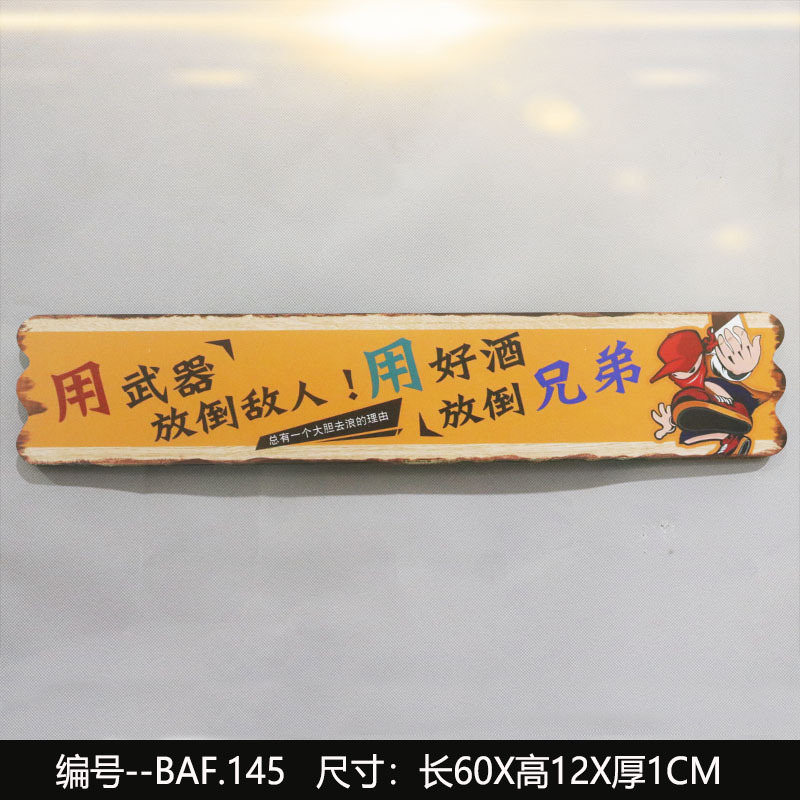 用武器
放倒敌人！
用好酒
放倒兄弟
总有一个大胆去浪的理由
编号--BAF.145 尺寸：长60X高12X厚1CM